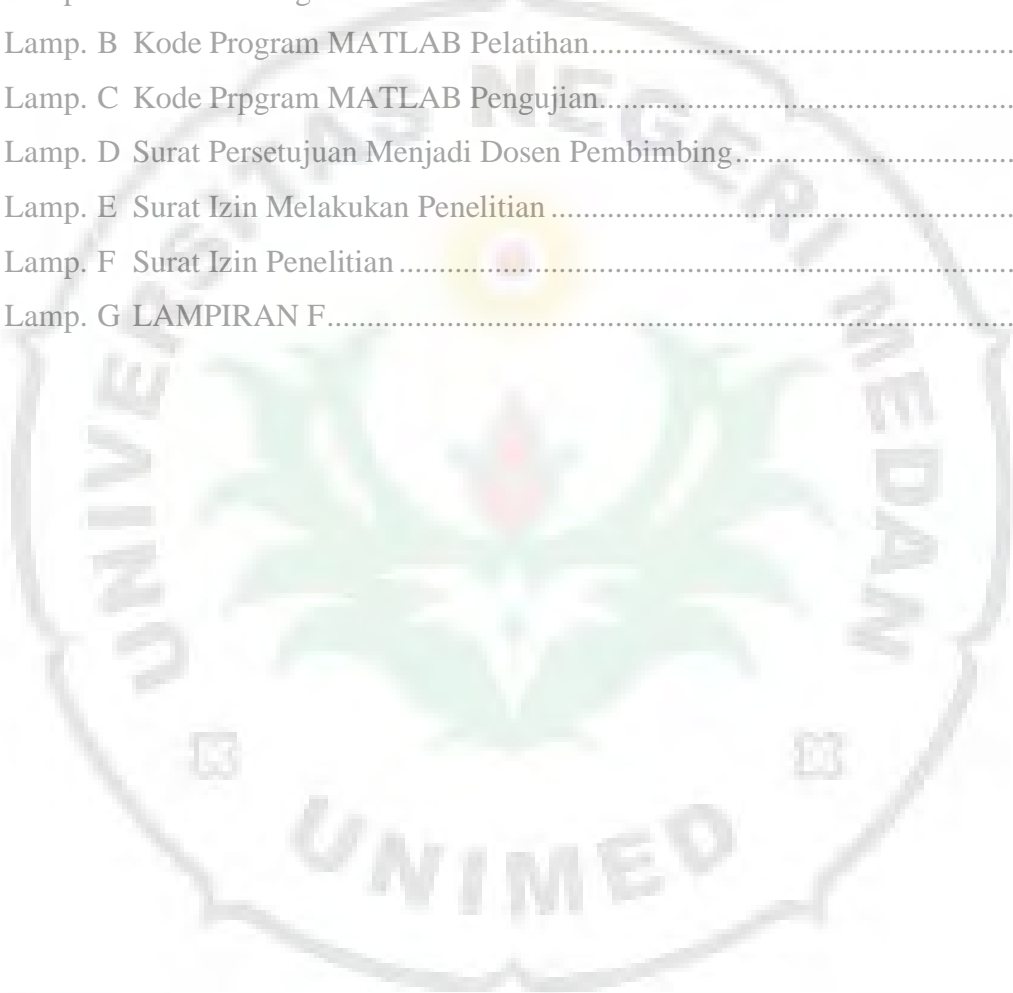 Lamp. B Kode Program MATLAB Pelatihan........................................................
Lamp. C Kode Prpgram MATLAB Pengujian.......................................................
Lamp. D Surat Persetujuan Menjadi Dosen Pembimbing.....................................
Lamp. E Surat Izin Melakukan Penelitian ...........................................................
Lamp. F Surat Izin Penelitian ..............................................................................
Lamp. G LAMPIRAN F.......................................................................................
UNIVERSITAS NEGERI MEDAN
UNIMED